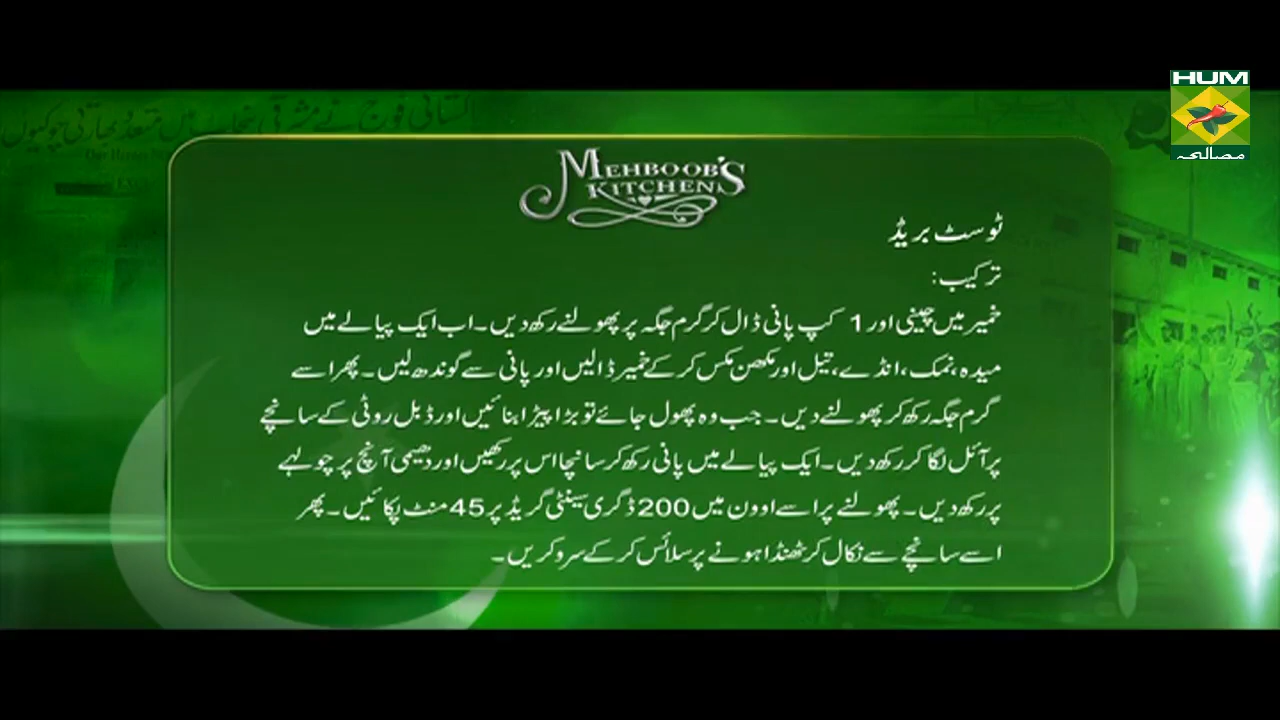 HUM
مصالحہ
MEHBOOB'S
KITCHEN
ٹوسٹ بریڈ
ترکیب:
خمیر میں چینی اور 1 کپ پانی ڈال کر گرم جگہ پر پھولنے رکھ دیں۔ اب ایک پیالے میں
میدہ، نمک، انڈے، تیل اور مکھن مکس کر کے خمیر ڈالیں اور پانی سے گوندھ لیں۔ پھر اسے
گرم جگہ رکھ کر پھولنے دیں۔ جب وہ پھول جائے تو بڑا پیڑا بنائیں اور ڈبل روٹی کے سانچے
پر آئل لگا کر رکھ دیں۔ ایک پیالے میں پانی رکھ کر سانچا اس پر رکھیں اور دھیمی آنچ پر چولہے
پر رکھ دیں۔ پھولنے پر اسے اوون میں 200 ڈگری سینٹی گریڈ پر 45 منٹ پکائیں۔ پھر
اسے سانچے سے نکال کر ٹھنڈا ہونے پر سلائس کر کے سرو کریں۔